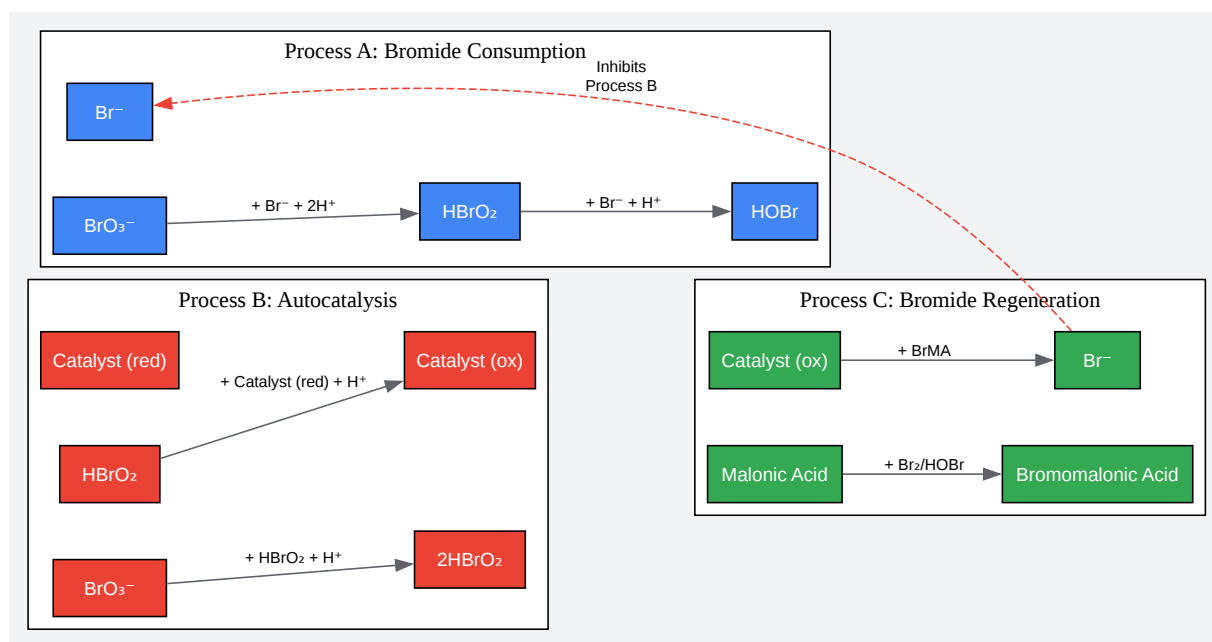 Process A: Bromide Consumption
Inhibits
Process B
Br⁻
BrO₃⁻
+ Br⁻ + 2H⁺
HBrO₂
+ Br⁻ + H⁺
HOBr
Process B: Autocatalysis
Catalyst (red)
Catalyst (ox)
+ Catalyst (red) + H⁺
HBrO₂
BrO₃⁻
+ HBrO₂ + H⁺
2HBrO₂
Process C: Bromide Regeneration
Catalyst (ox)
+ BrMA
Br⁻
Malonic Acid
+ Br₂/HOBr
Bromomalonic Acid